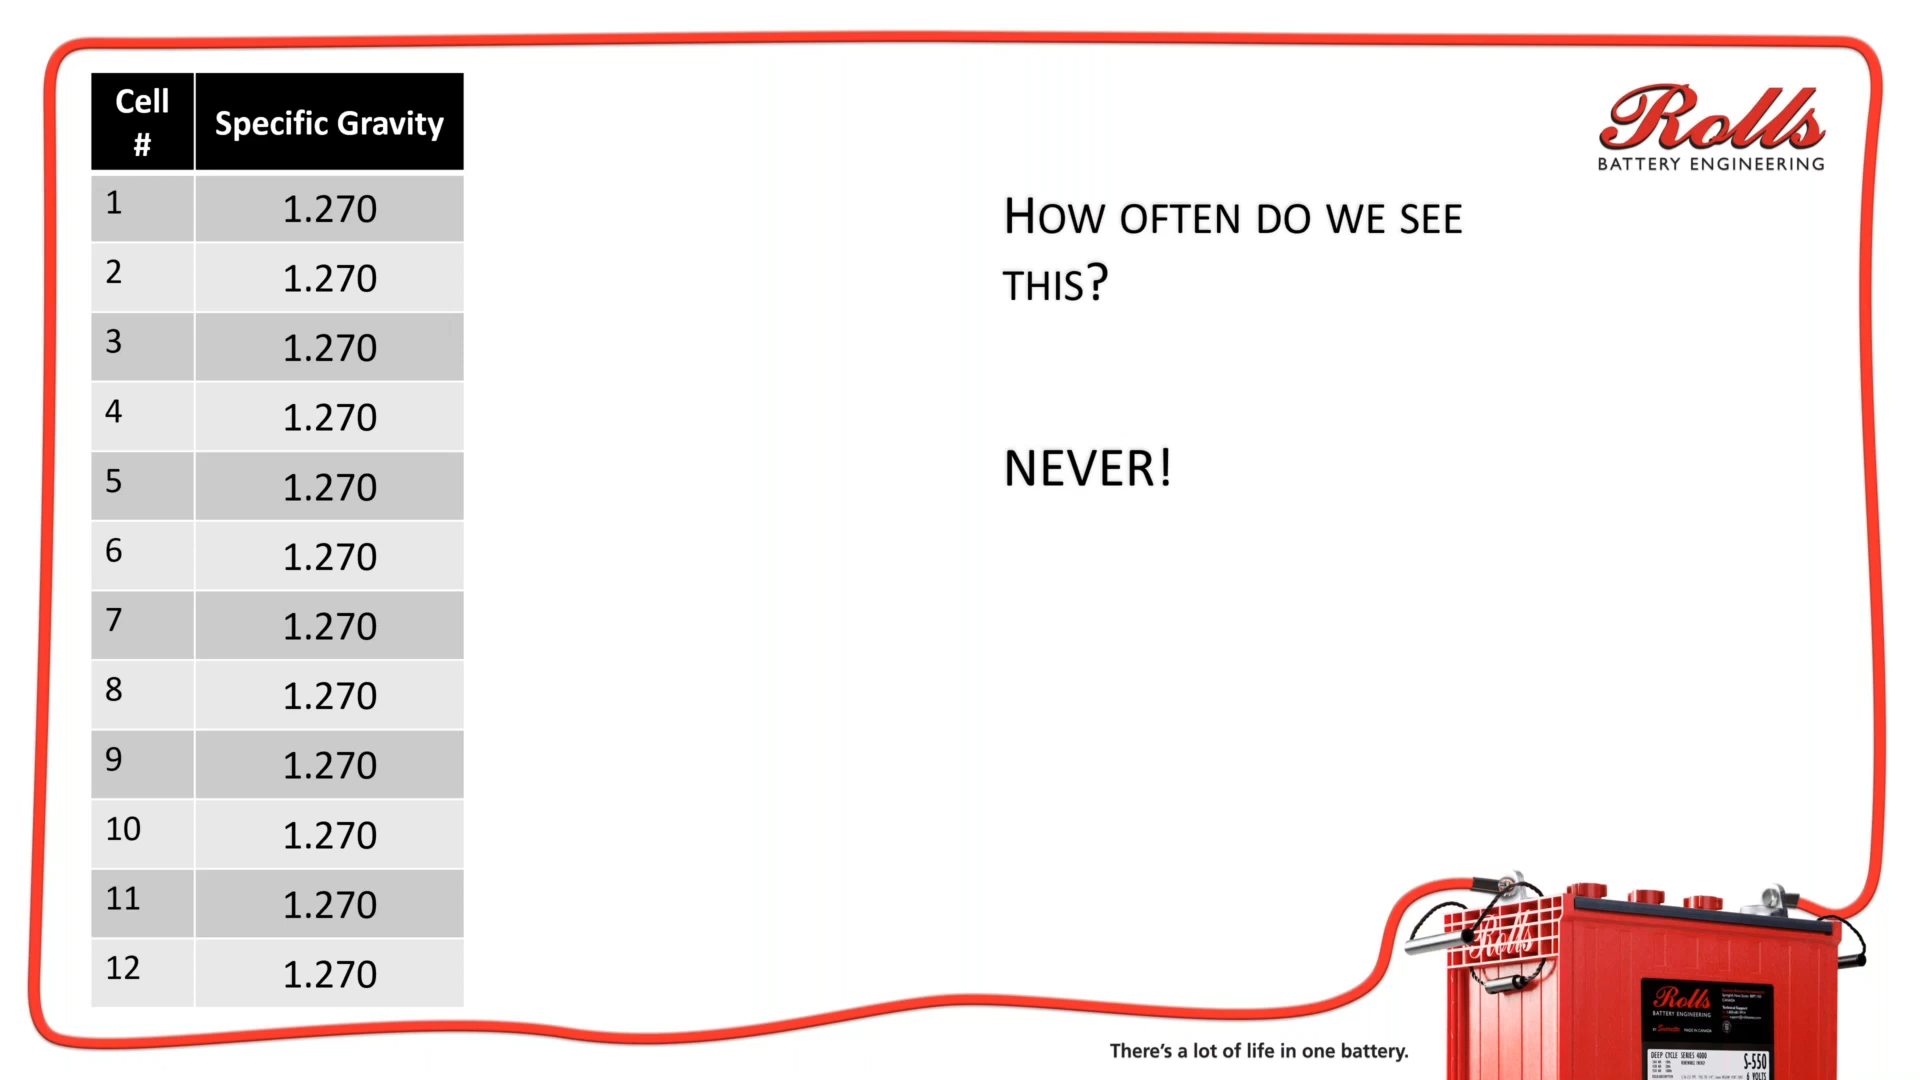 Cell
#
Specific Gravity
1 1.270
2 1.270
3 1.270
4 1.270
5 1.270
6 1.270
7 1.270
8 1.270
9 1.270
10 1.270
11 1.270
12 1.270
Rolls
BATTERY ENGINEERING
HOW OFTEN DO WE SEE
THIS?
NEVER!
There's a lot of life in one battery.
Rolls
Rolls
BATTERY ENGINEERING
MADE IN CANADA
DEEP CYCLE SERIES 4000
S-550
6 VOLTS